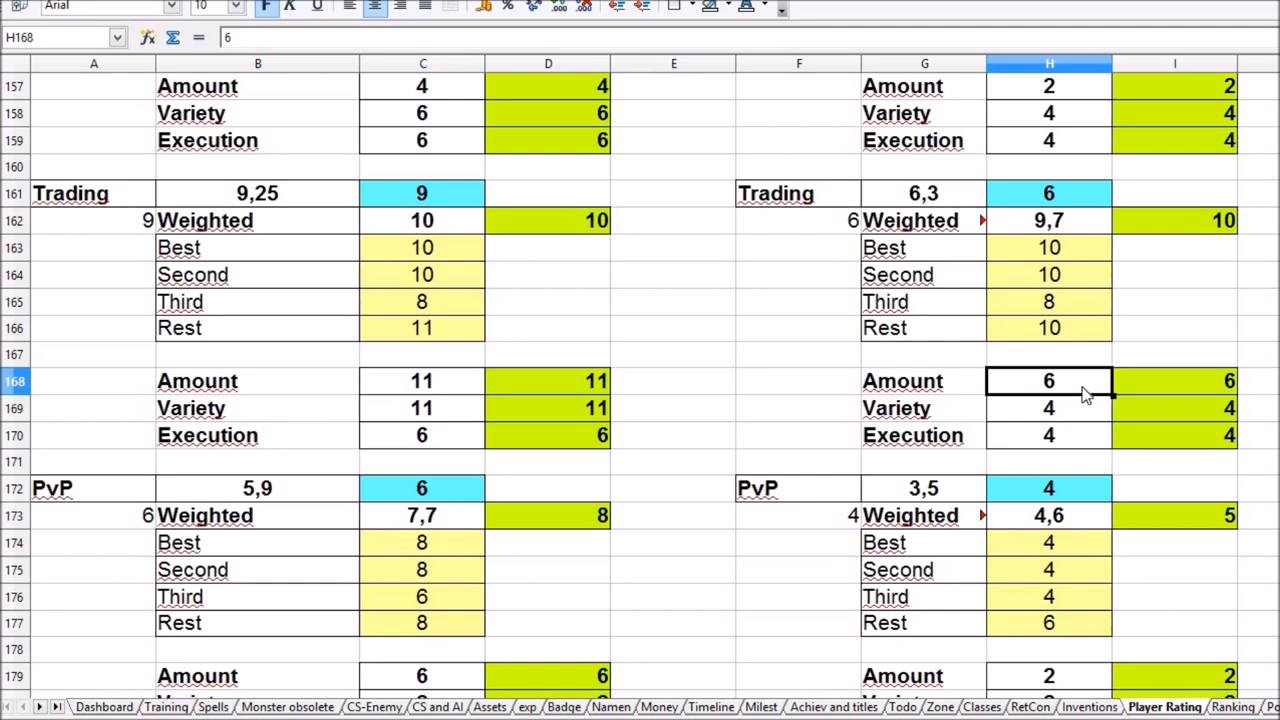 Arial 10 F K U %
H168 6
A B C D E F G H I
157 Amount 4 4 Amount 2 2
158 Variety 6 6 Variety 4 4
159 Execution 6 6 Execution 4 4
160
161 Trading 9,25 9 Trading 6,3 6
162 9 Weighted 10 10 6 Weighted 9,7 10
163 Best 10 Best 10
164 Second 10 Second 10
165 Third 8 Third 8
166 Rest 11 Rest 10
167
168 Amount 11 11 Amount 6 6
169 Variety 11 11 Variety 4 4
170 Execution 6 6 Execution 4 4
171
172 PvP 5,9 6 PvP 3,5 4
173 6 Weighted 7,7 8 4 Weighted 4,6 5
174 Best 8 Best 4
175 Second 8 Second 4
176 Third 6 Third 4
177 Rest 8 Rest 6
178
179 Amount 6 6 Amount 2 2
Dashboard Training Spells Monster obsolete CS-Enemy CS and AI Assets exp Badge Namen Money Timeline Milest Achiev and titles Todo Zone Classes RetCon Inventions Player Rating Ranking